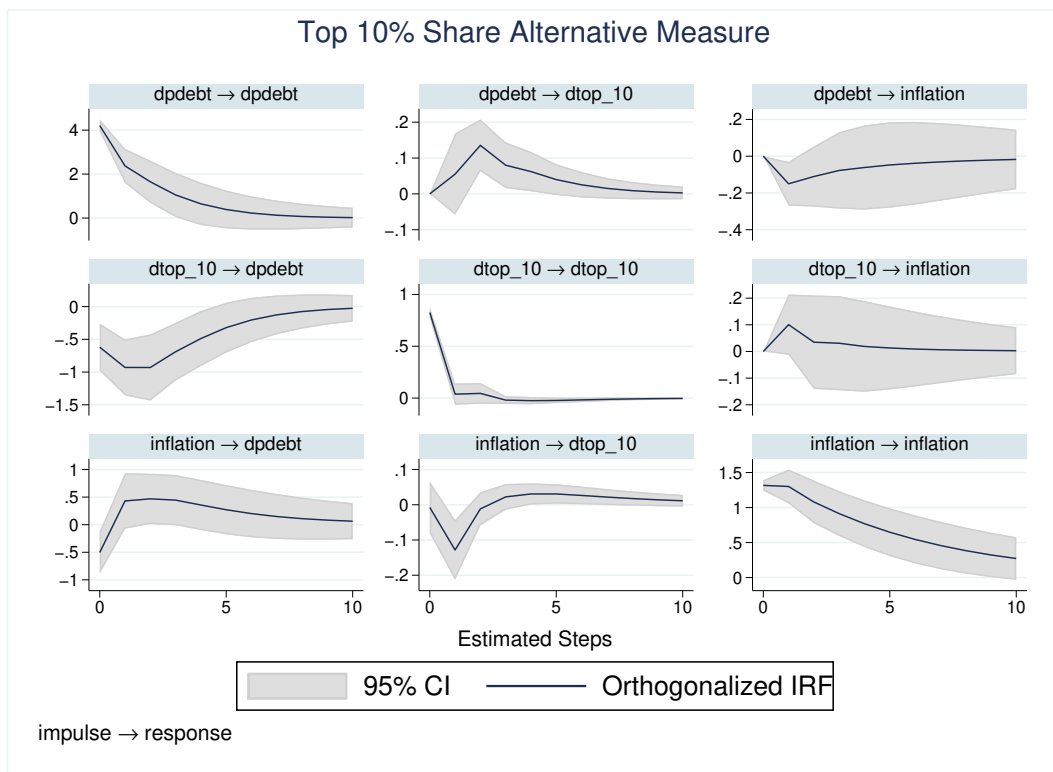 Top 10% Share Alternative Measure
dpdebt → dpdebt
dpdebt → dtop_10
dpdebt → inflation
4
2
0
.2
.1
0
-.1
.2
0
-.2
-.4
dtop_10 → dpdebt
dtop_10 → dtop_10
dtop_10 → inflation
0
-.5
-1
-1.5
1
.5
0
.2
.1
0
-.1
-.2
inflation → dpdebt
inflation → dtop_10
inflation → inflation
1
.5
0
-.5
-1
.1
0
-.1
-.2
1.5
1
.5
0
0 5 10
0 5 10
0 5 10
Estimated Steps
95% CI
Orthogonalized IRF
impulse → response